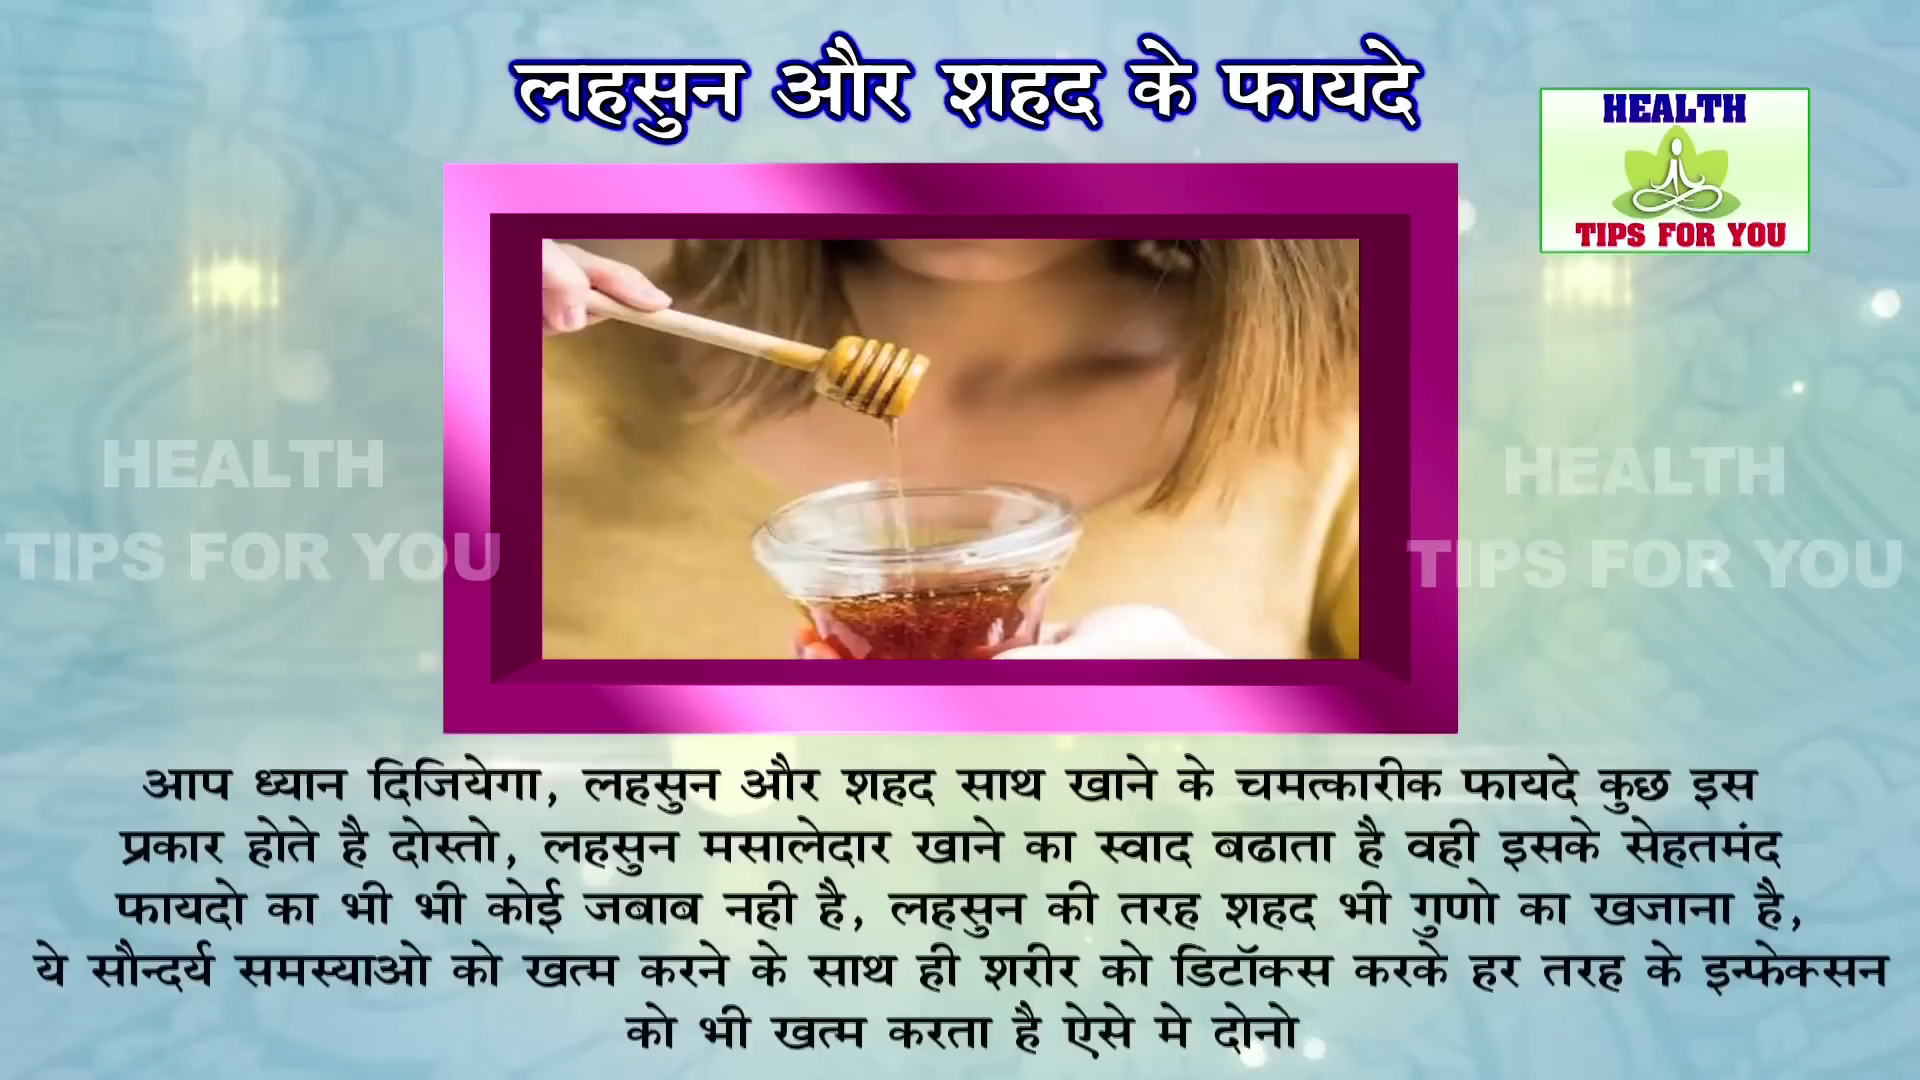 लहसुन और शहद के फायदे
HEALTH
TIPS FOR YOU
HEALTH
TIPS FOR YOU
HEALTH
TIPS FOR YOU
आप ध्यान दिजियेगा, लहसुन और शहद साथ खाने के चमत्कारीक फायदे कुछ इस
प्रकार होते है दोस्तो, लहसुन मसालेदार खाने का स्वाद बढाता है वही इसके सेहतमंद
फायदो का भी भी कोई जबाब नही है, लहसुन की तरह शहद भी गुणो का खजाना है,
ये सौन्दर्य समस्याओ को खत्म करने के साथ ही शरीर को डिटॉक्स करके हर तरह के इन्फेक्सन
को भी खत्म करता है ऐसे मे दोनो